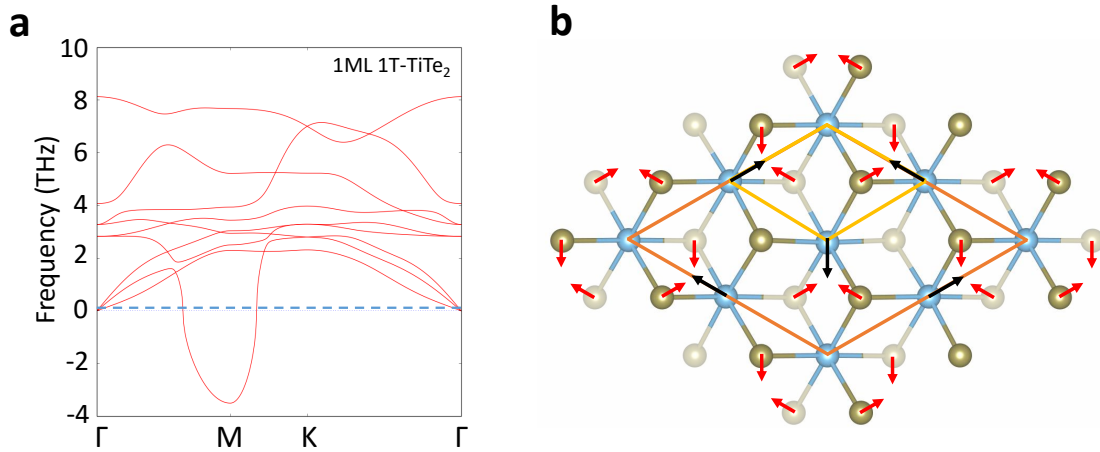 a
b
10
1ML 1T-TiTe₂
8
6
4
2
0
-2
-4
Frequency (THz)
Γ M K Γ